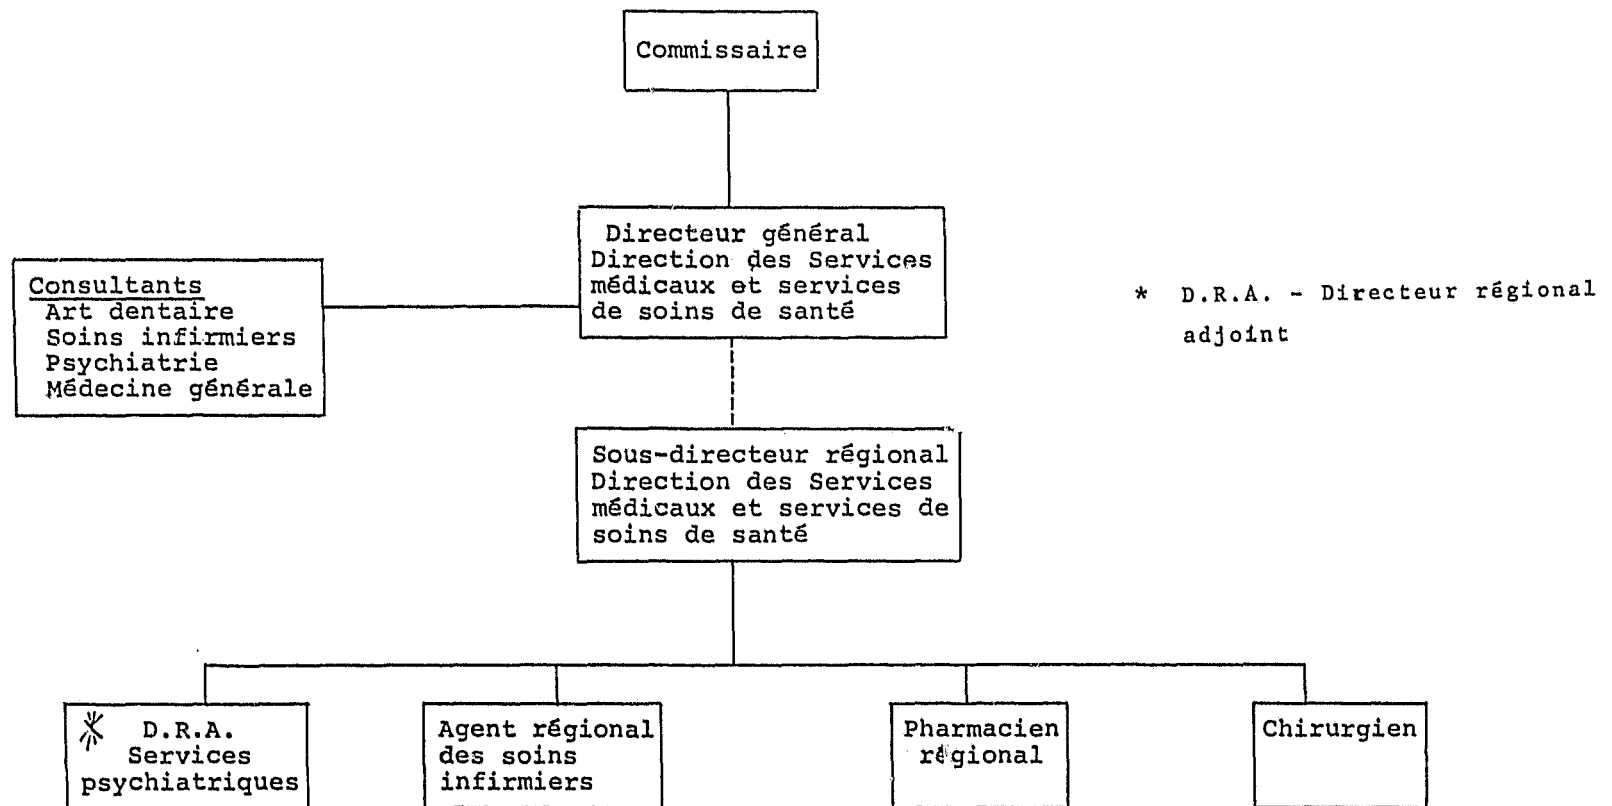 Commissaire
Directeur général
Direction des Services
médicaux et services
de soins de santé
Consultants
Art dentaire
Soins infirmiers
Psychiatrie
Médecine générale
* D.R.A. - Directeur régional
adjoint
Sous-directeur régional
Direction des Services
médicaux et services de
soins de santé
* D.R.A.
Services
psychiatriques
Agent régional
des soins
infirmiers
Pharmacien
régional
Chirurgien